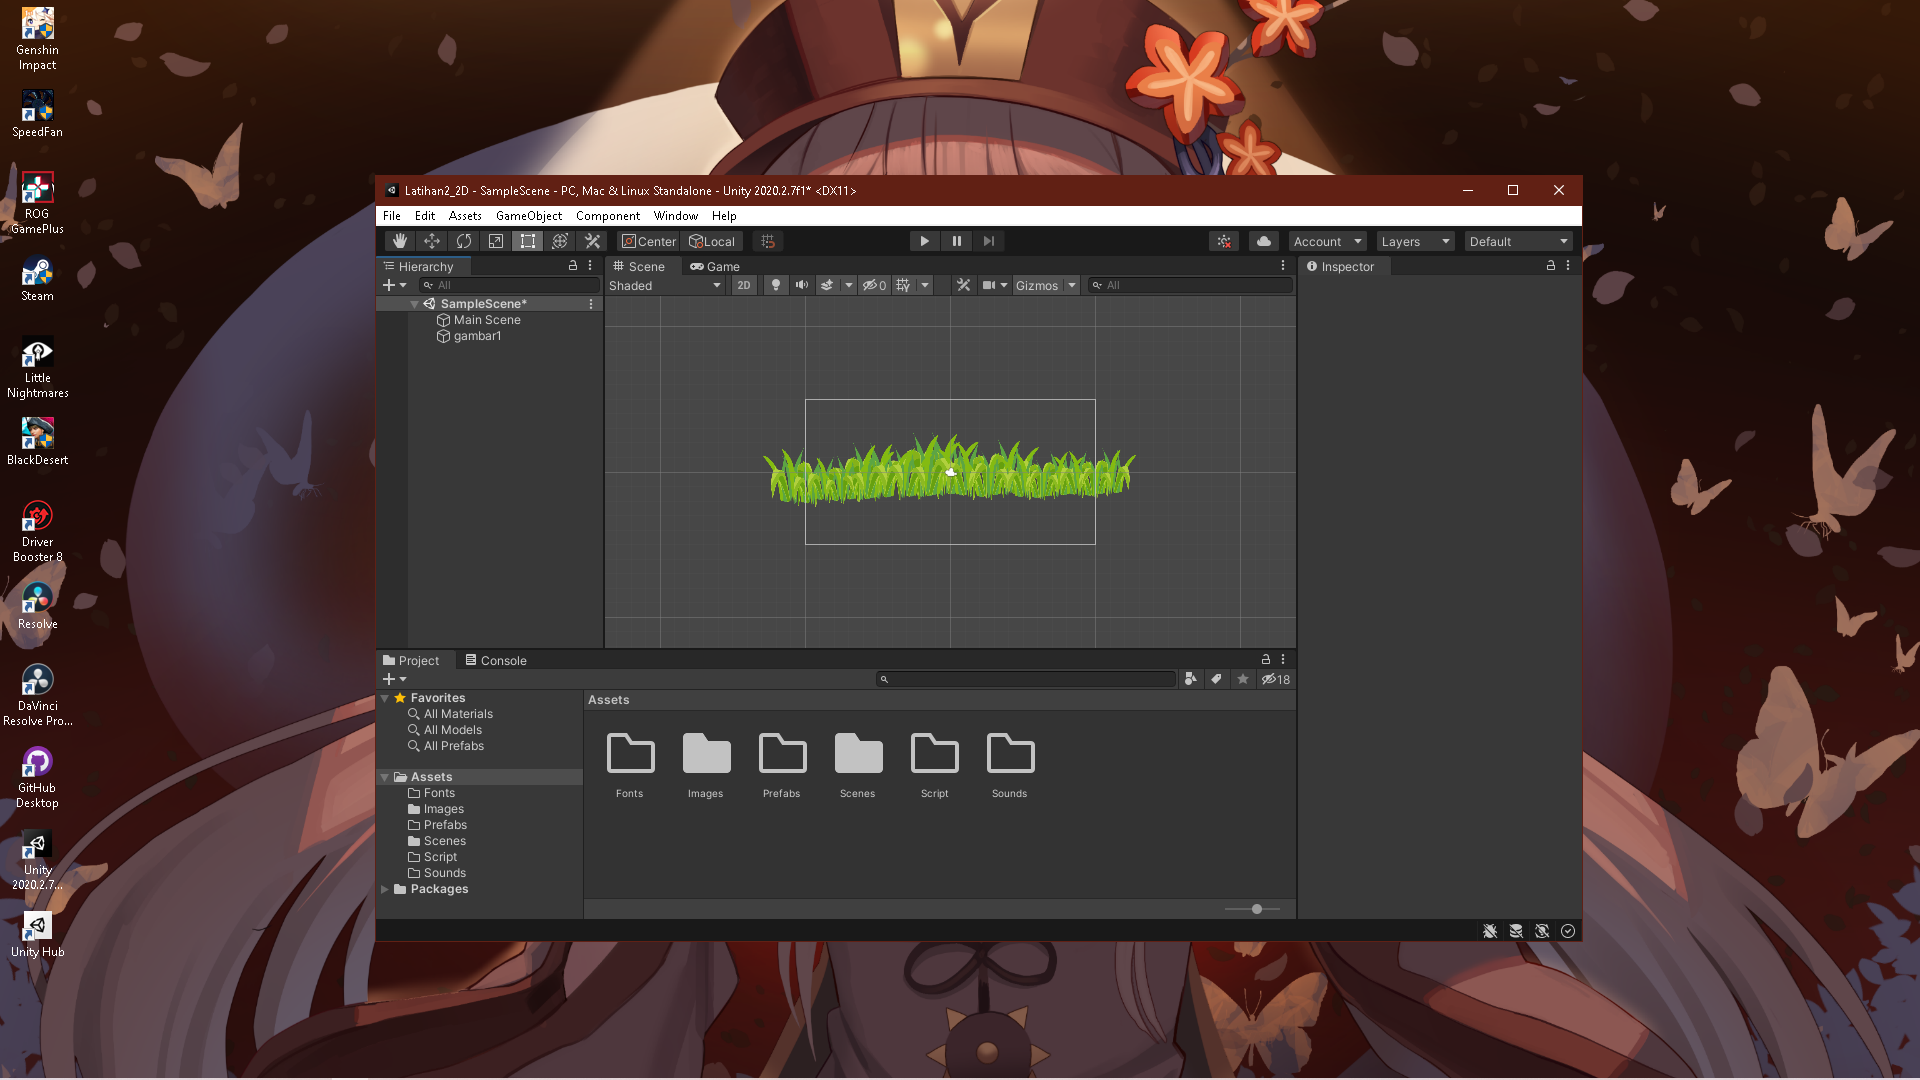 Genshin
Impact
SpeedFan
ROG
GamePlus
Steam
Little
Nightmares
BlackDesert
Driver
Booster 8
Resolve
DaVinci
Resolve Pro...
GitHub
Desktop
Unity
2020.2.7...
Unity Hub
Latihan2_2D - SampleScene - PC, Mac & Linux Standalone - Unity 2020.2.7f1* <DX11>
File Edit Assets GameObject Component Window Help
Center Local Account Layers Default
Hierarchy
All
SampleScene*
Main Scene
gambar1
Scene Game
Shaded 2D 0 Gizmos All
Inspector
Project Console
18
Favorites
All Materials
All Models
All Prefabs
Assets
Fonts
Images
Prefabs
Scenes
Script
Sounds
Packages
Assets
Fonts Images Prefabs Scenes Script Sounds